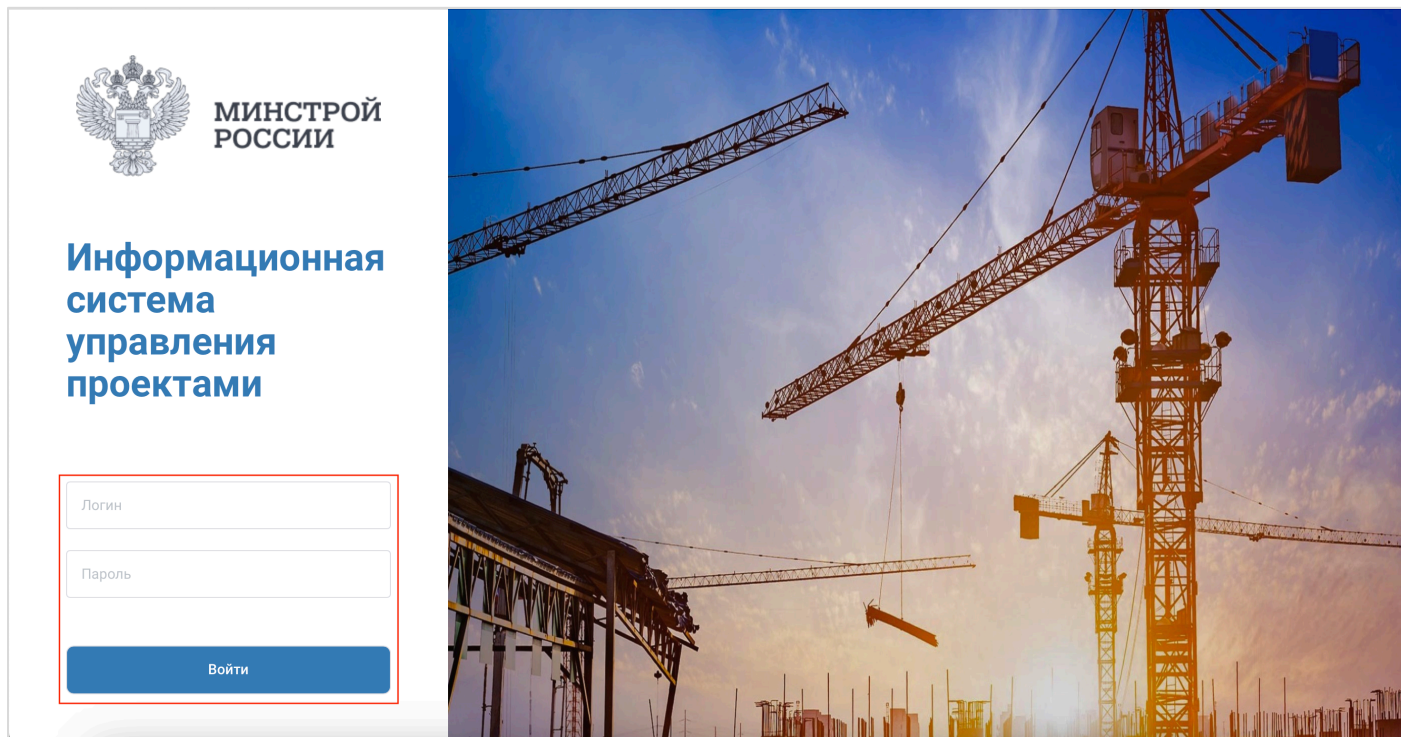 МИНСТРОЙ
РОССИИ
Информационная
система
управления
проектами
Логин
Пароль
Войти